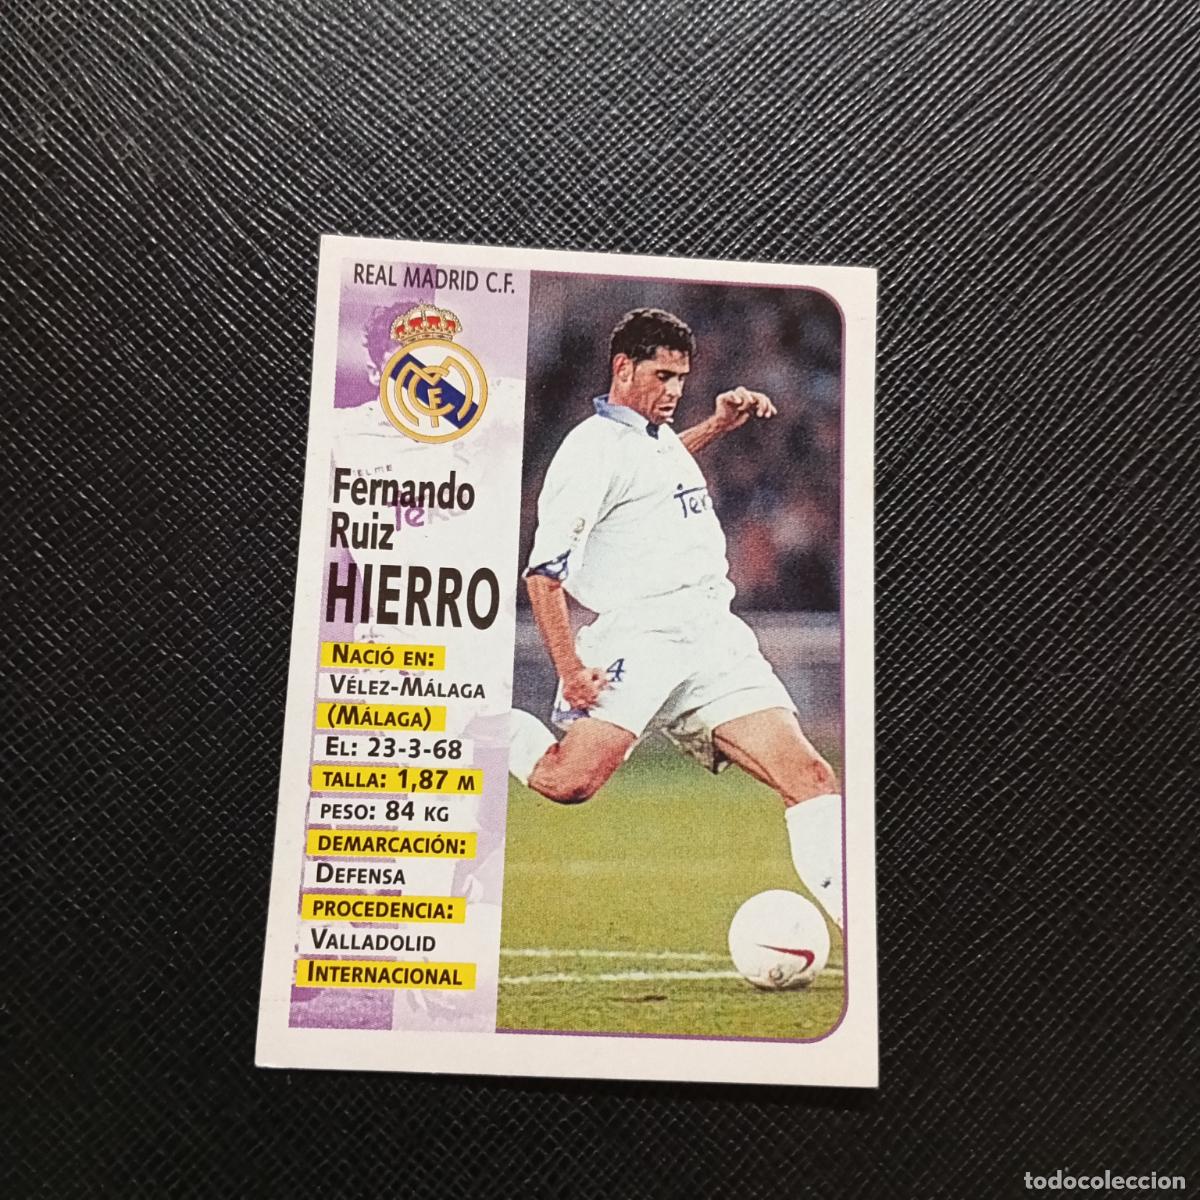 REAL MADRID C.F.
Fernando
Ruiz
HIERRO
NACIÓ EN:
VÉLEZ-MÁLAGA
(MÁLAGA)
EL: 23-3-68
TALLA: 1,87 M
PESO: 84 KG
DEMARCACIÓN:
DEFENSA
PROCEDENCIA:
VALLADOLID
INTERNACIONAL
4
todocoleccion